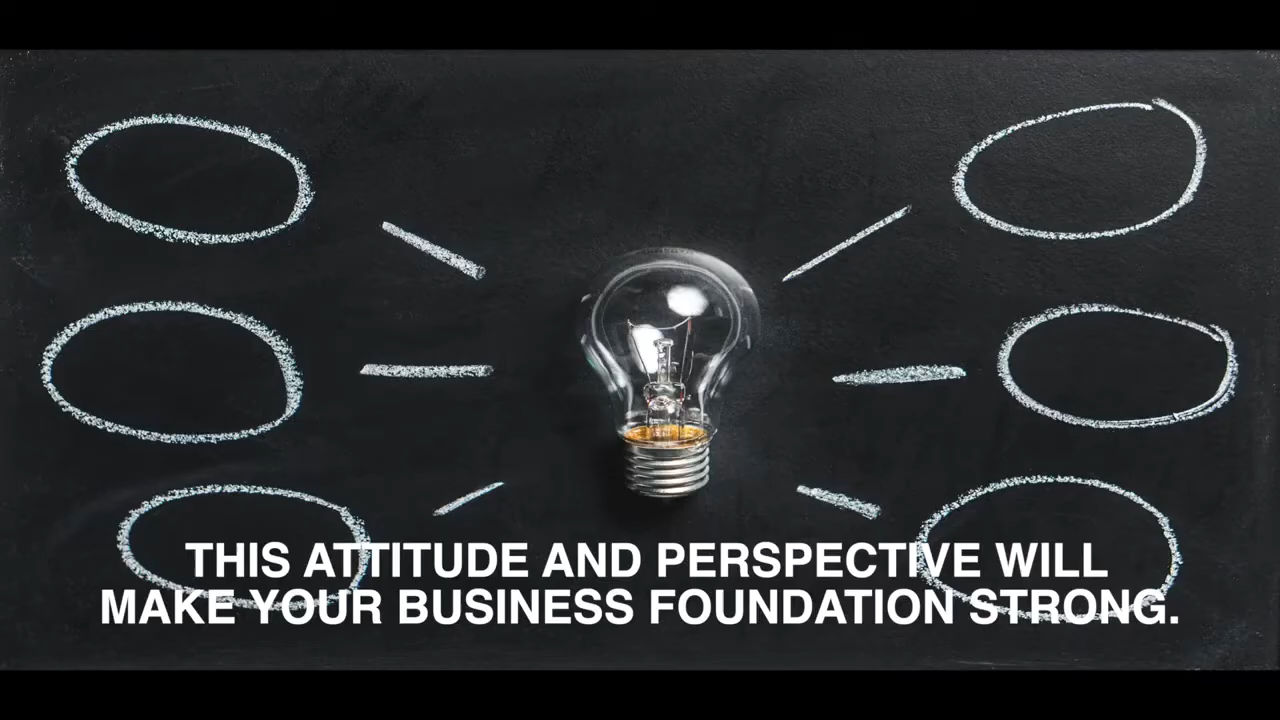 THIS ATTITUDE AND PERSPECTIVE WILL
MAKE YOUR BUSINESS FOUNDATION STRONG.